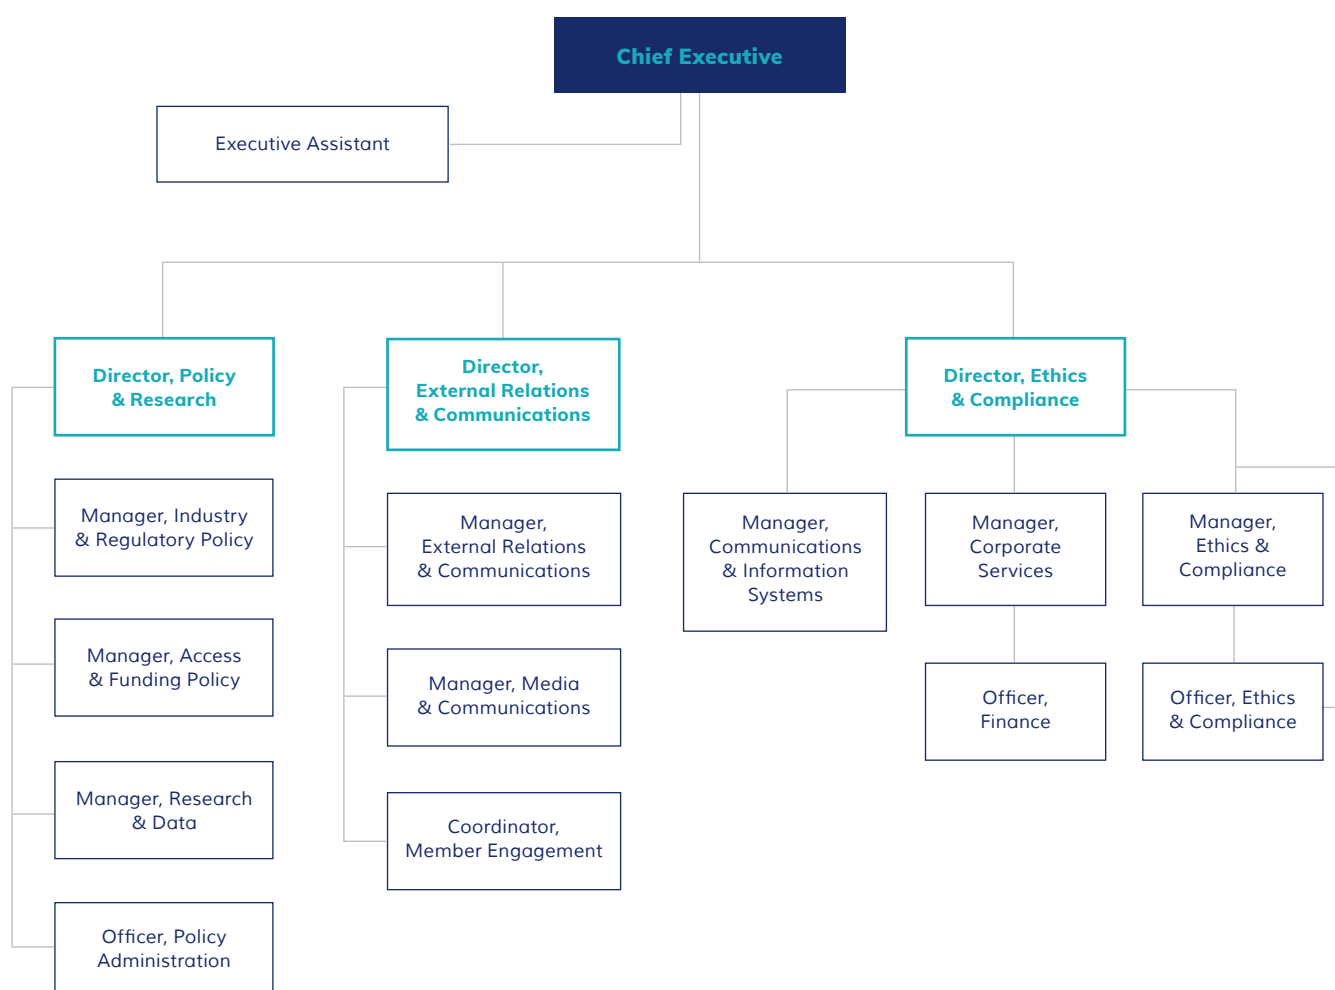 Chief Executive
Executive Assistant
Director, Policy
& Research
Manager, Industry
& Regulatory Policy
Manager, Access
& Funding Policy
Manager, Research
& Data
Officer, Policy
Administration
Director,
External Relations
& Communications
Manager,
External Relations
& Communications
Manager, Media
& Communications
Coordinator,
Member Engagement
Director, Ethics
& Compliance
Manager,
Communications
& Information
Systems
Manager,
Corporate
Services
Officer,
Finance
Manager,
Ethics &
Compliance
Officer, Ethics
& Compliance